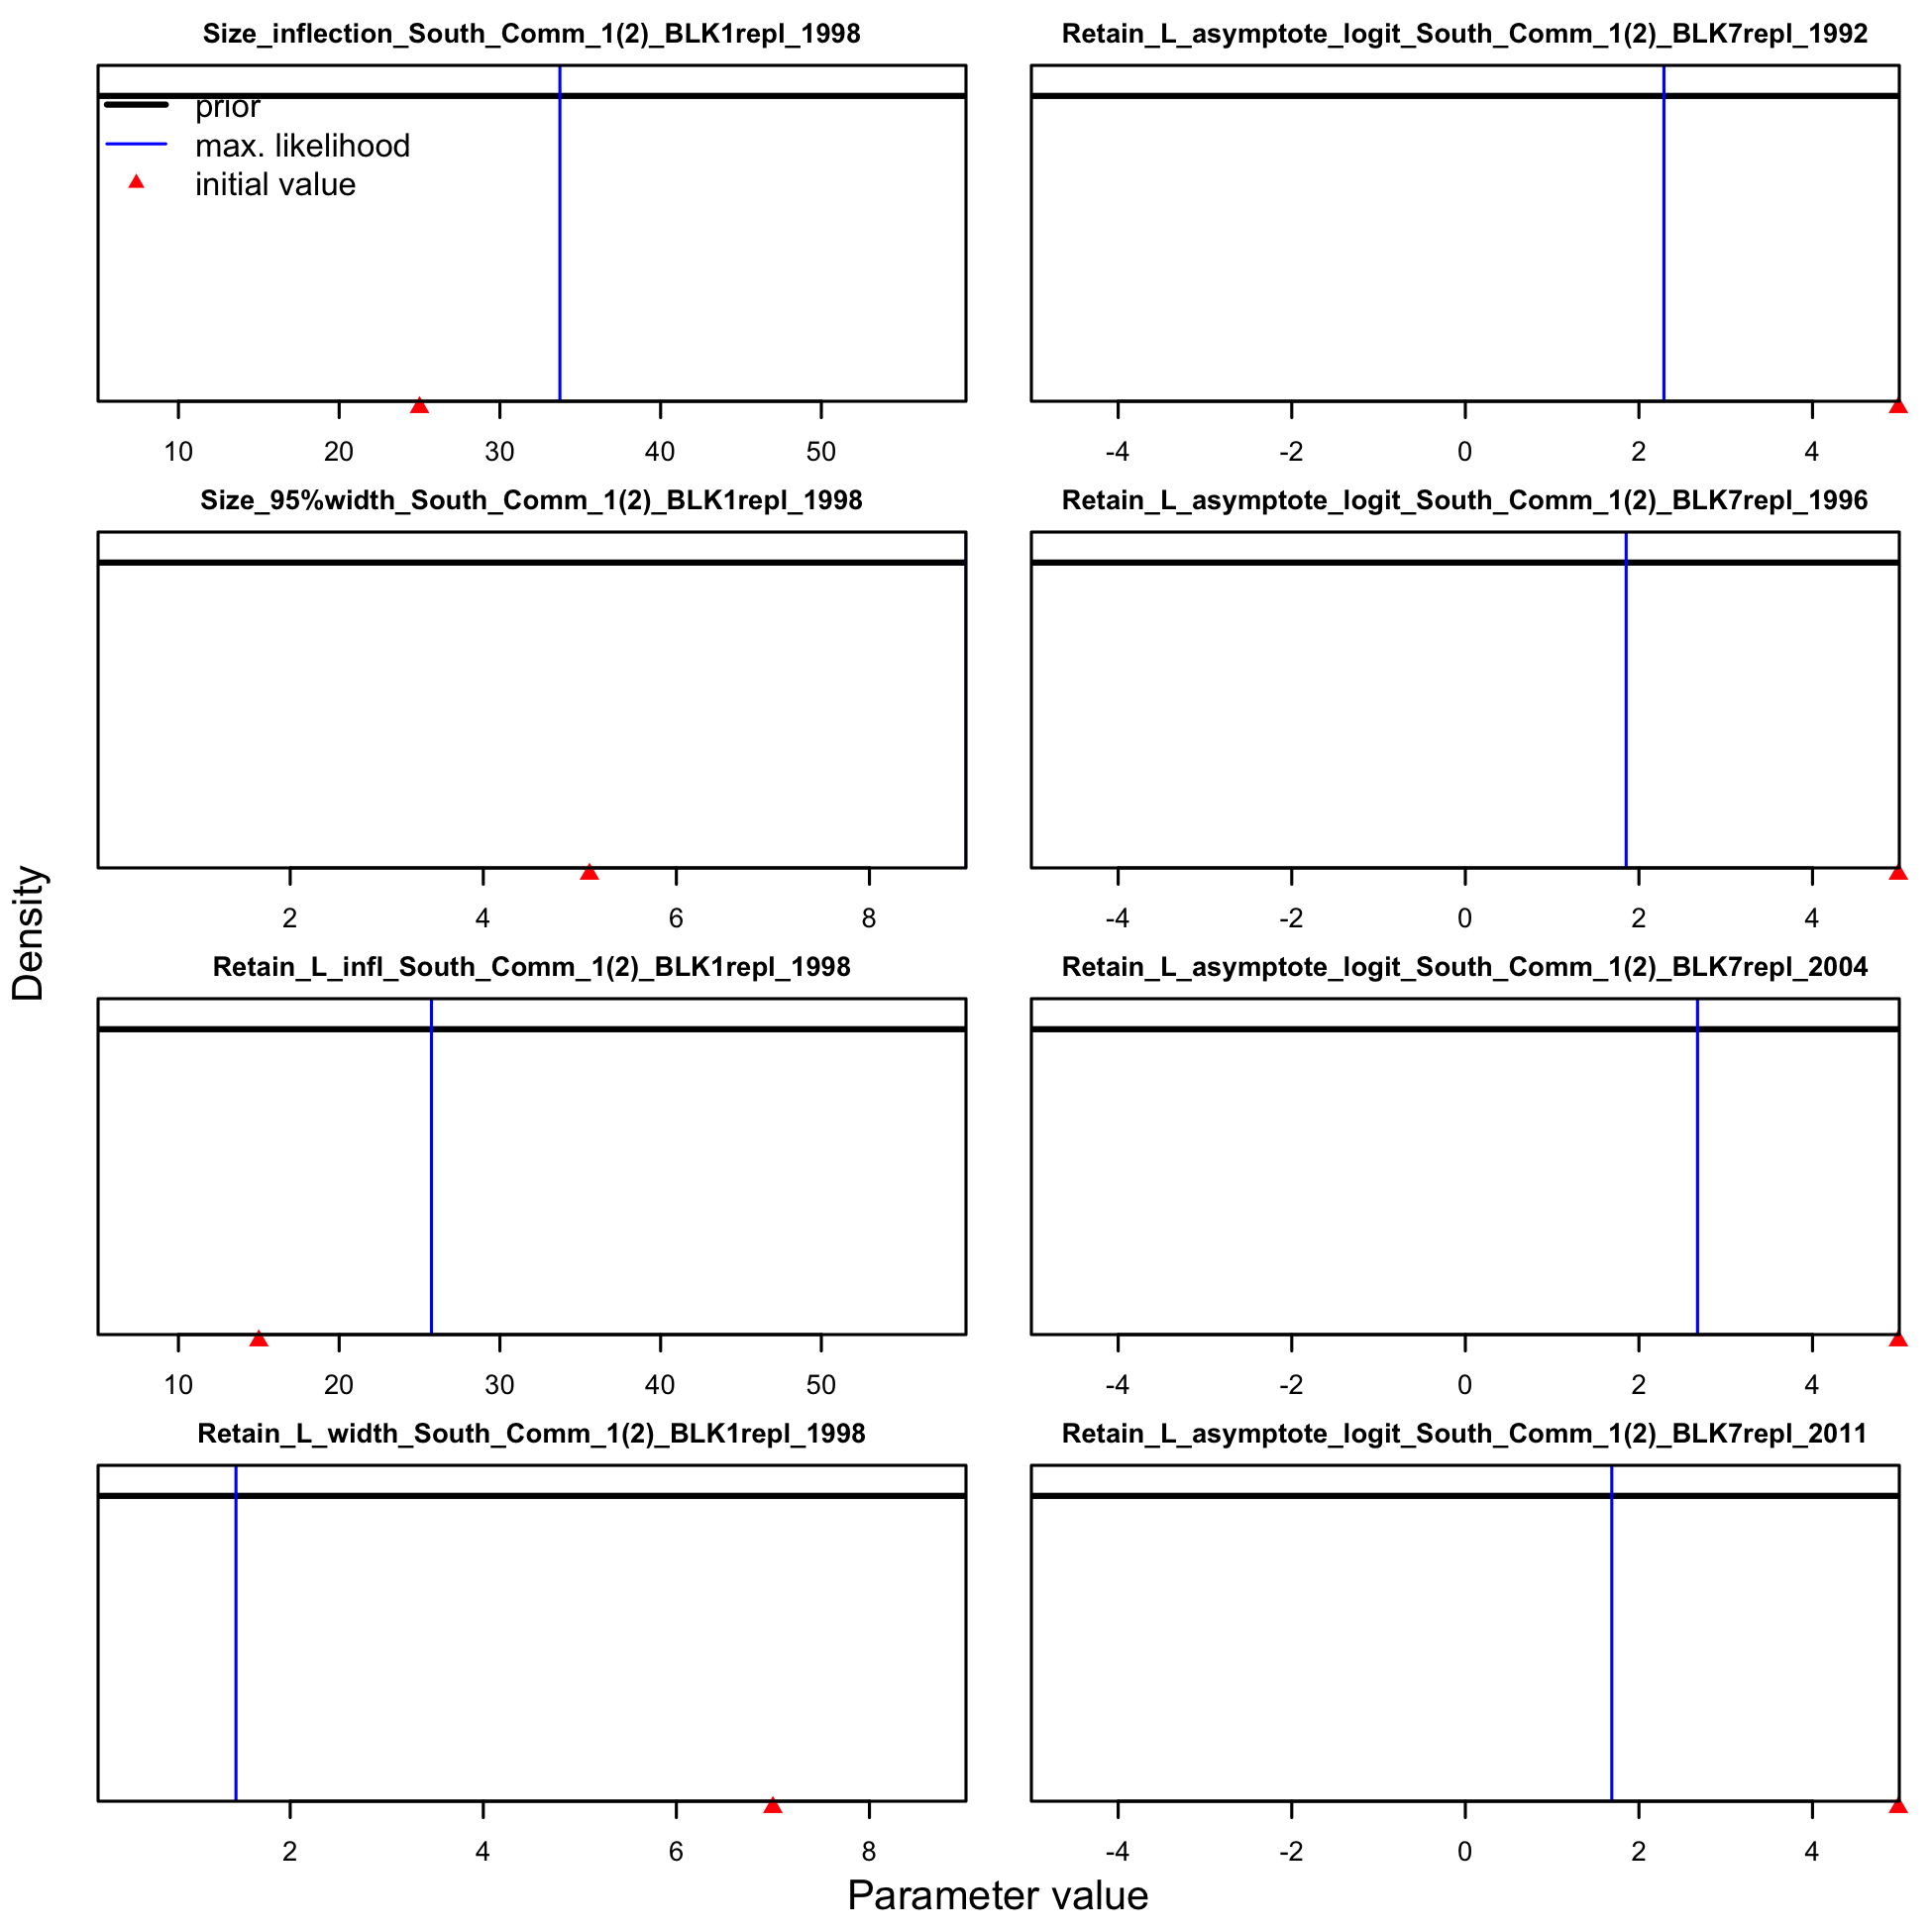 Size_inflection_South_Comm_1(2)_BLK1repl_1998
prior
max. likelihood
initial value
10 20 30 40 50
Retain_L_asymptote_logit_South_Comm_1(2)_BLK7repl_1992
-4 -2 0 2 4
Size_95%width_South_Comm_1(2)_BLK1repl_1998
2 4 6 8
Retain_L_asymptote_logit_South_Comm_1(2)_BLK7repl_1996
-4 -2 0 2 4
Retain_L_infl_South_Comm_1(2)_BLK1repl_1998
10 20 30 40 50
Retain_L_asymptote_logit_South_Comm_1(2)_BLK7repl_2004
-4 -2 0 2 4
Retain_L_width_South_Comm_1(2)_BLK1repl_1998
2 4 6 8
Retain_L_asymptote_logit_South_Comm_1(2)_BLK7repl_2011
-4 -2 0 2 4
Density
Parameter value